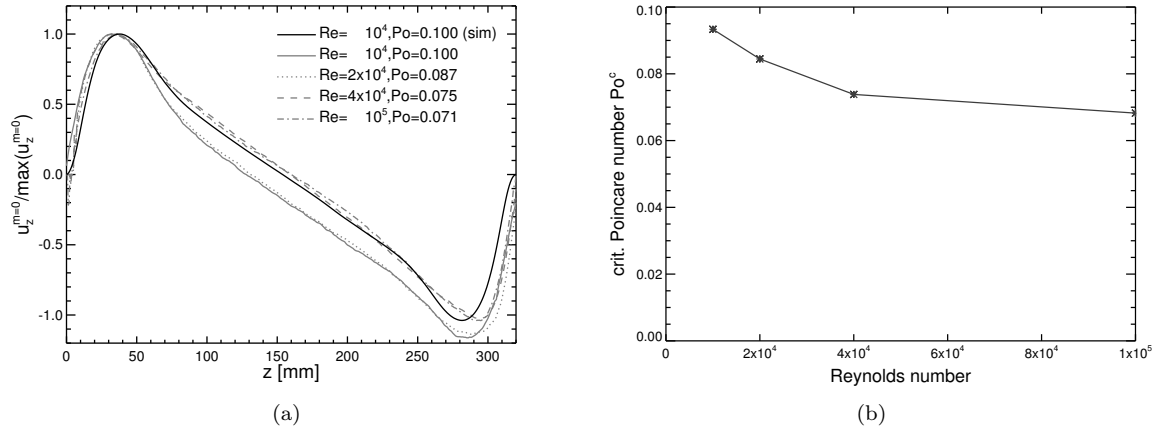 u_z^{m=0}/max(u_z^{m=0})
1.0
0.5
0.0
-0.5
-1.0
Re= 10^4,Po=0.100 (sim)
Re= 10^4,Po=0.100
Re=2x10^4,Po=0.087
Re=4x10^4,Po=0.075
Re= 10^5,Po=0.071
0 50 100 150 200 250 300
z [mm]
(a)
crit. Poincare number Po^c
0.10
0.08
0.06
0.04
0.02
0.00
0 2x10^4 4x10^4 6x10^4 8x10^4 1x10^5
Reynolds number
(b)